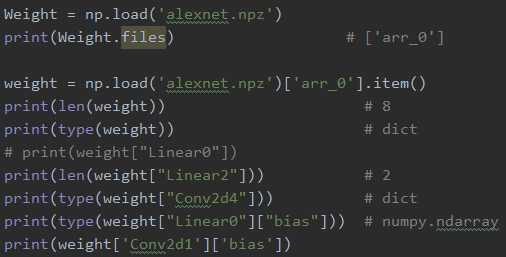 Weight = np.load('alexnet.npz')
print(Weight.files) # ['arr_0']
weight = np.load('alexnet.npz')['arr_0'].item()
print(len(weight)) # 8
print(type(weight)) # dict
# print(weight["Linear0"])
print(len(weight["Linear2"])) # 2
print(type(weight["Conv2d4"])) # dict
print(type(weight["Linear0"]["bias"])) # numpy.ndarray
print(weight['Conv2d1']['bias'])